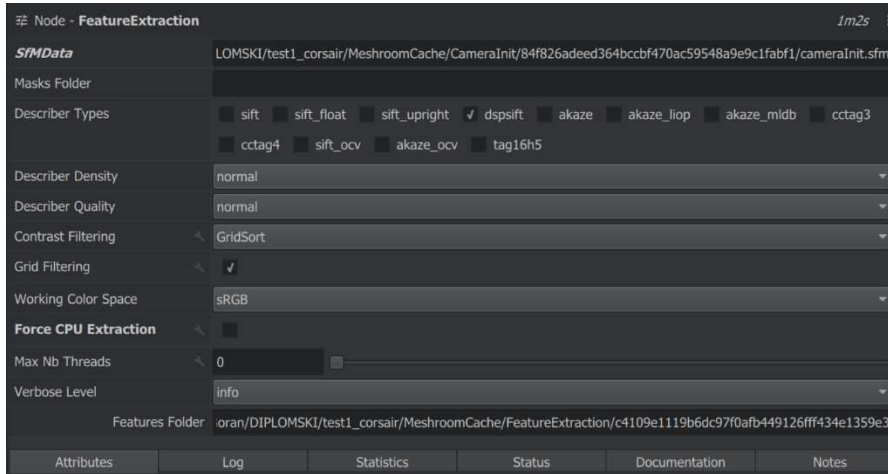 Node - FeatureExtraction 1m2s
SfMData LOMSKI/test1_corsair/MeshroomCache/CameraInit/84f826adeed364bccbf470ac59548a9e9c1fabf1/cameraInit.sfm
Masks Folder
Describer Types sift sift_float sift_upright dspsift akaze akaze_liop akaze_mldb cctag3
cctag4 sift_ocv akaze_ocv tag16h5
Describer Density normal
Describer Quality normal
Contrast Filtering GridSort
Grid Filtering
Working Color Space sRGB
Force CPU Extraction
Max Nb Threads 0
Verbose Level info
Features Folder oran/DIPLOMSKI/test1_corsair/MeshroomCache/FeatureExtraction/c4109e1119b6dc97f0afb449126fff434e1359e3
Attributes Log Statistics Status Documentation Notes